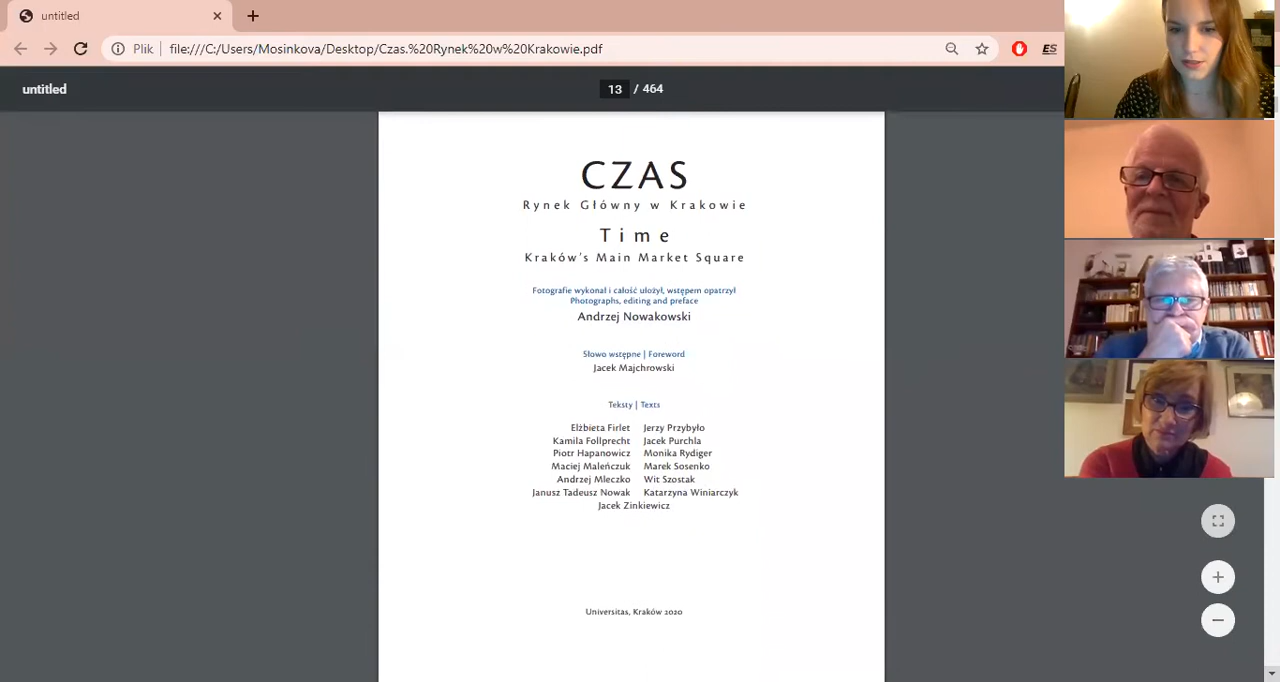 untitled
Plik file:///C:/Users/Mosinkova/Desktop/Czas.%20Rynek%20w%20Krakowie.pdf ES
untitled
13 / 464
CZAS
Rynek Główny w Krakowie
Time
Kraków's Main Market Square
Fotografie wykonał i całość ułożył, wstępem opatrzył
Photographs, editing and preface
Andrzej Nowakowski
Słowo wstępne | Foreword
Jacek Majchrowski
Teksty | Texts
Elżbieta Firlet Jerzy Przybyło
Kamila Follprecht Jacek Purchla
Piotr Hapanowicz Monika Rydiger
Maciej Maleńczuk Marek Sosenko
Andrzej Mleczko Wit Szostak
Janusz Tadeusz Nowak Katarzyna Winiarczyk
Jacek Zinkiewicz
Universitas, Kraków 2020